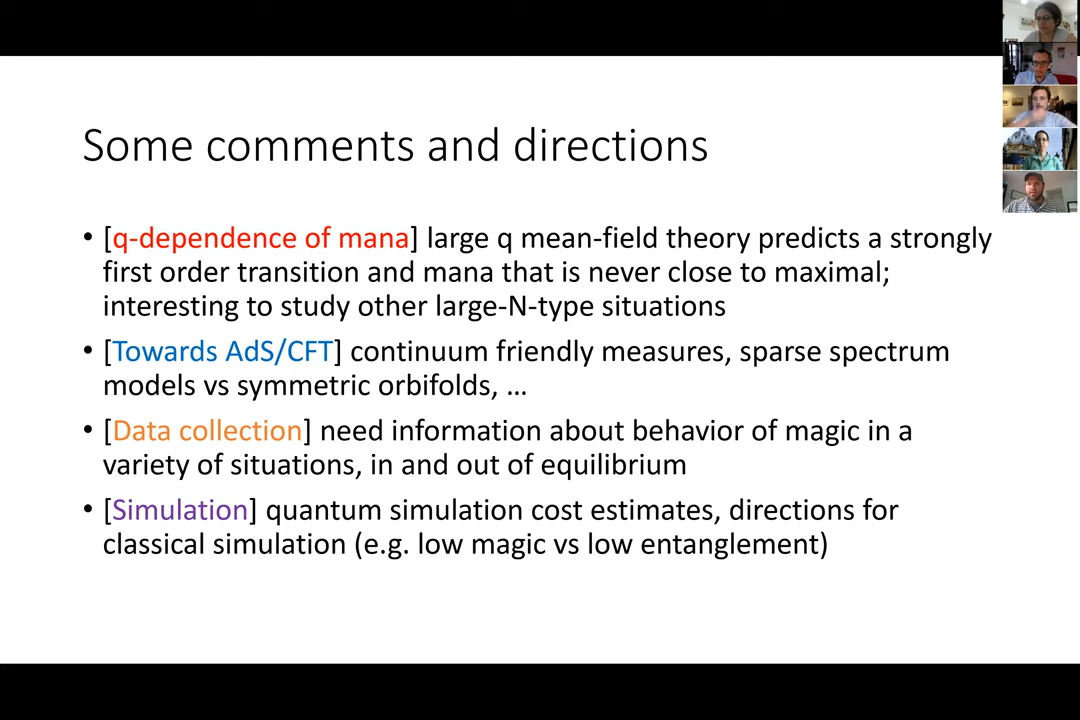 Some comments and directions
• [q-dependence of mana] large q mean-field theory predicts a strongly
first order transition and mana that is never close to maximal;
interesting to study other large-N-type situations
• [Towards AdS/CFT] continuum friendly measures, sparse spectrum
models vs symmetric orbifolds, …
• [Data collection] need information about behavior of magic in a
variety of situations, in and out of equilibrium
• [Simulation] quantum simulation cost estimates, directions for
classical simulation (e.g. low magic vs low entanglement)